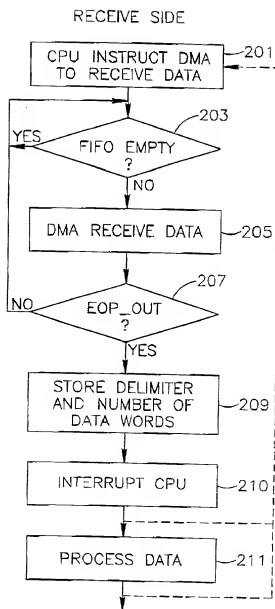 RECEIVE SIDE
CPU INSTRUCT DMA
TO RECEIVE DATA
201
203
YES
FIFO EMPTY
?
NO
DMA RECEIVE DATA
205
207
NO
EOP_OUT
?
YES
STORE DELIMITER
AND NUMBER OF
DATA WORDS
209
INTERRUPT CPU
210
PROCESS DATA
211